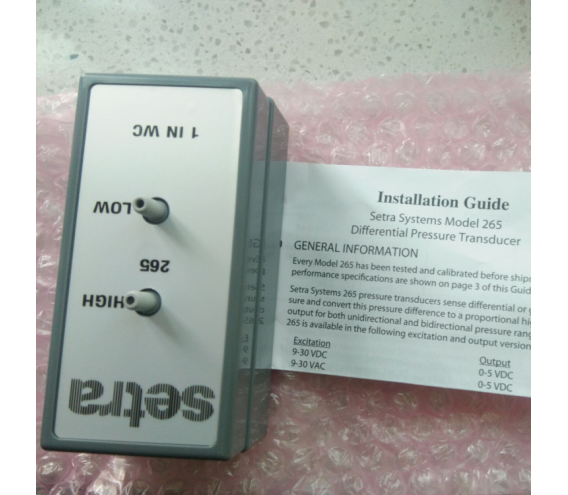 1 IN WC
LOW
265
HIGH
setra
Installation Guide
Setra Systems Model 265
Differential Pressure Transducer
GENERAL INFORMATION
Every Model 265 has been tested and calibrated before
performance specifications are shown on page 3 of this Guid
Setra Systems 265 pressure transducers sense differential or
sure and convert this pressure difference to a proportional
output for both unidirectional and bidirectional pressure
265 is available in the following excitation and output
Excitation Output
9-30 VDC 0-5 VDC
9-30 VAC 0-5 VDC